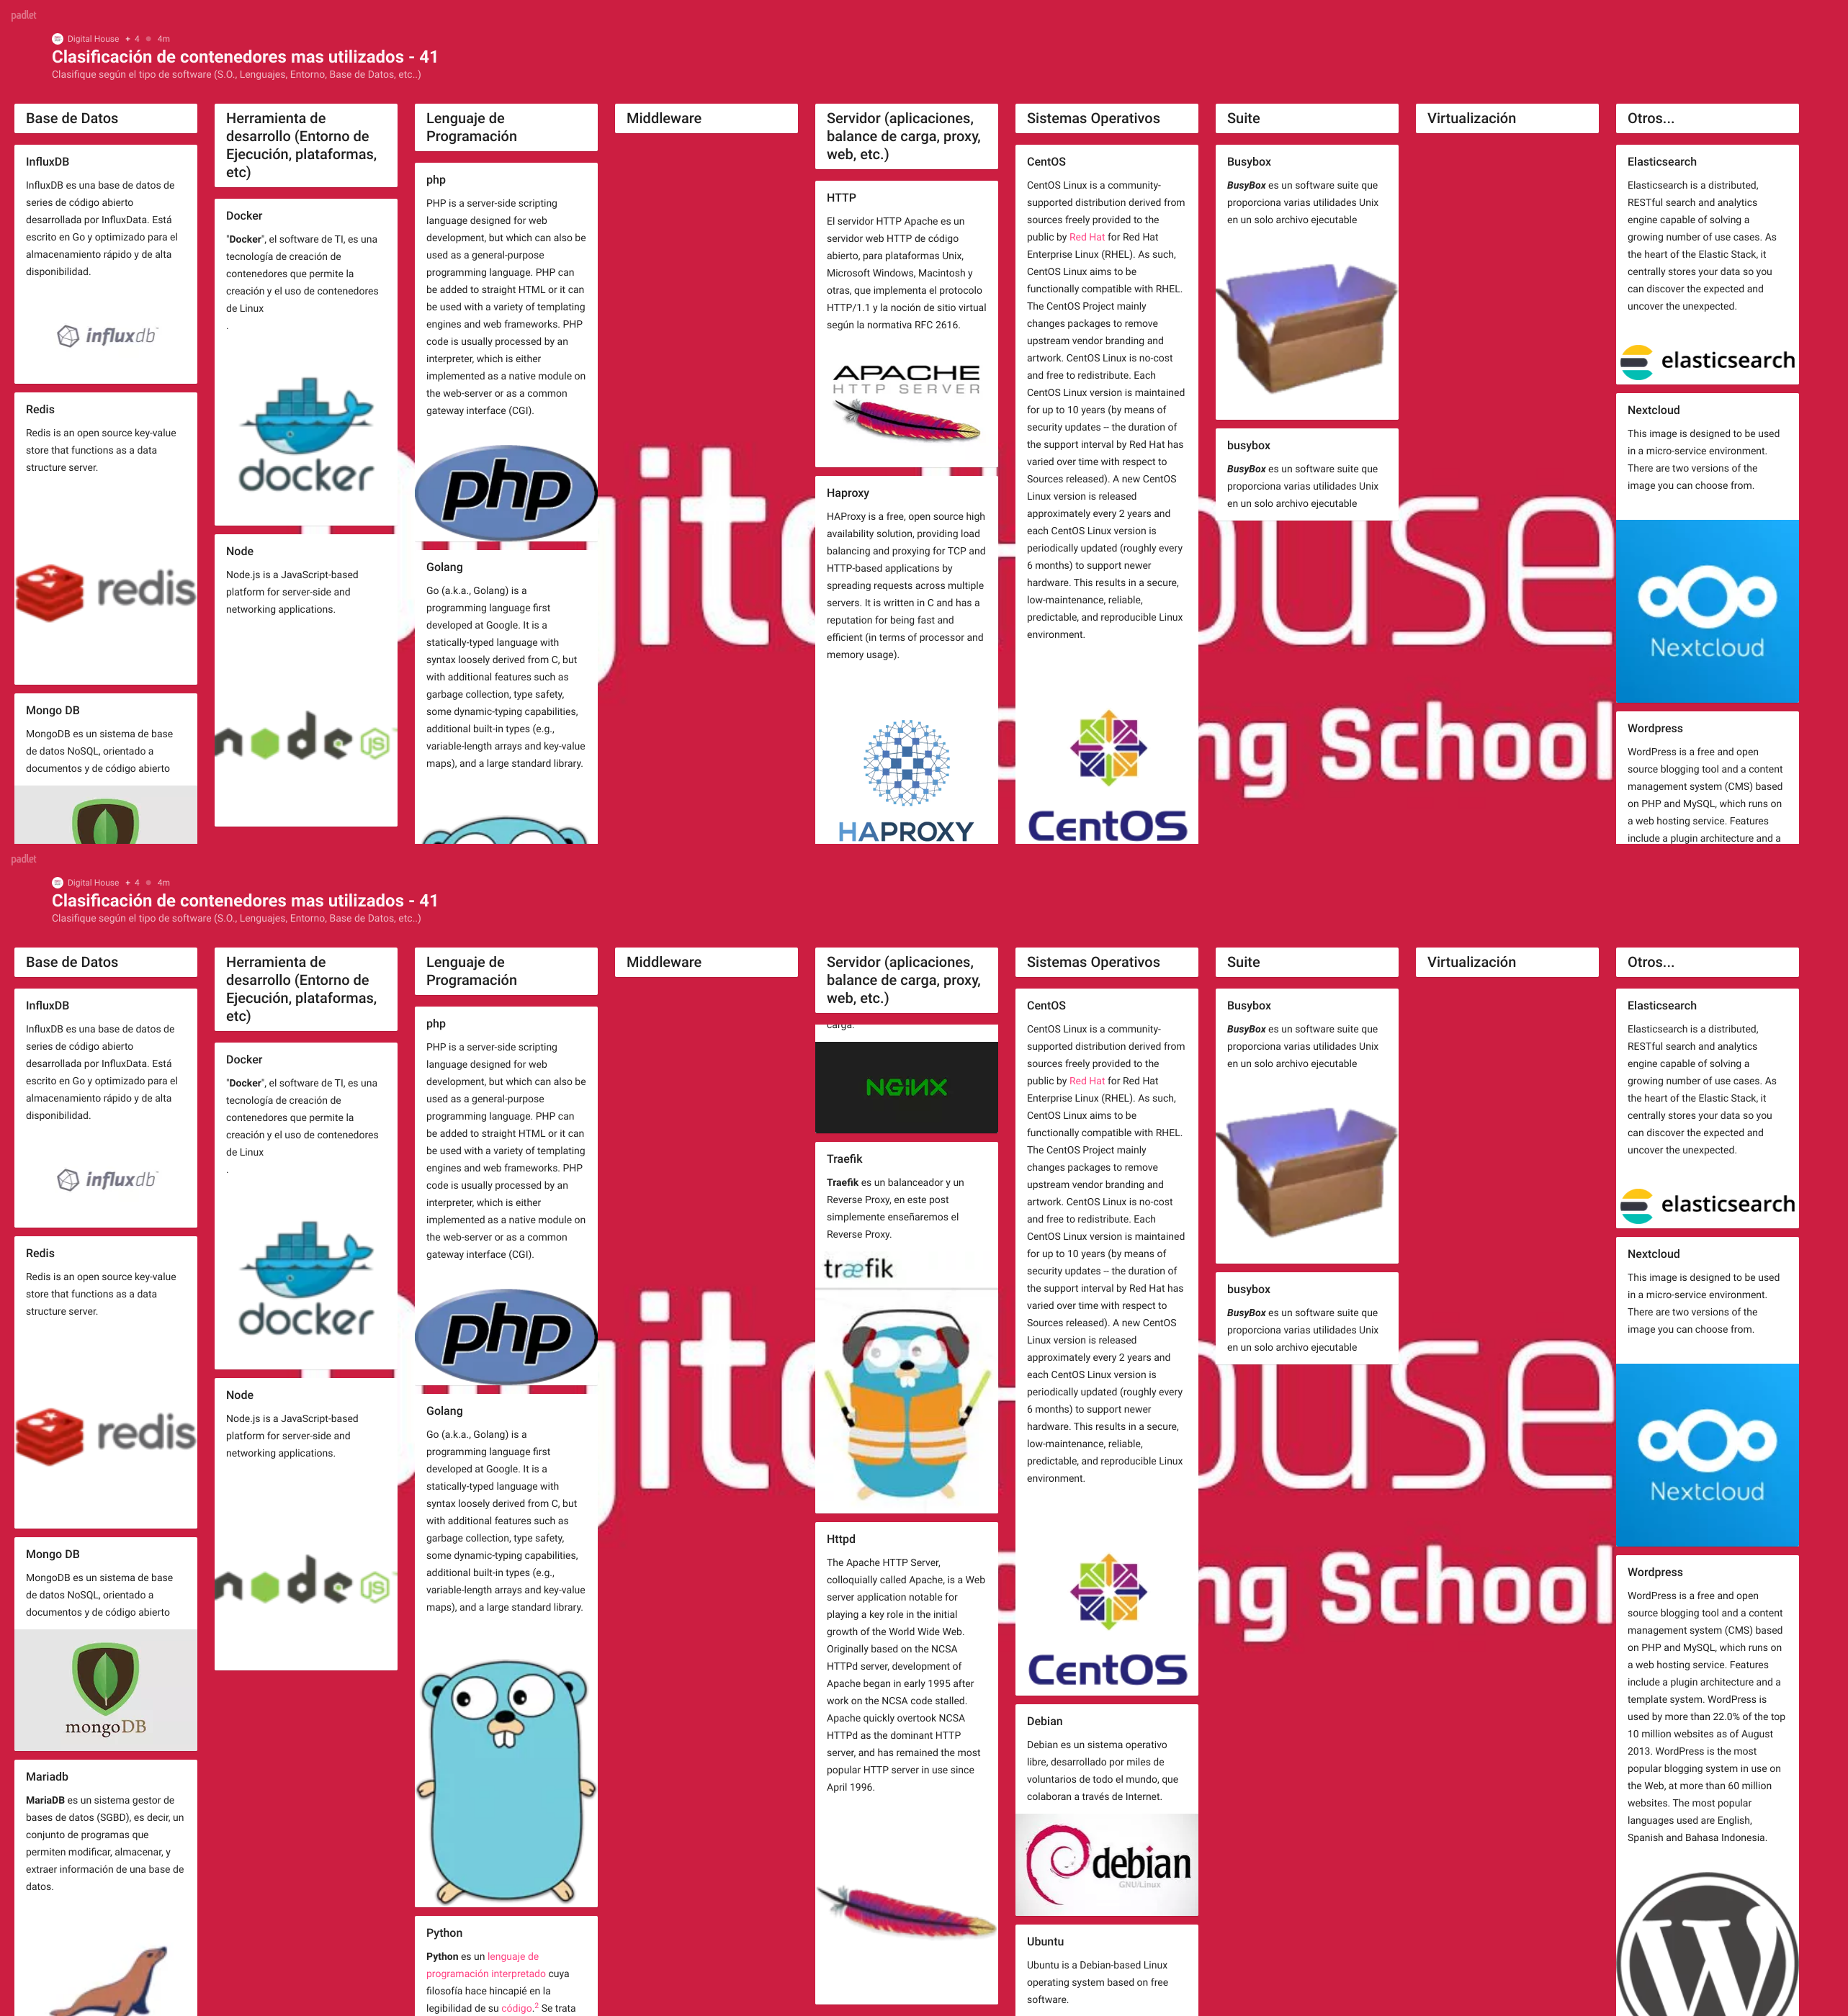 padlet
Digital House + 4 4m
Clasificación de contenedores mas utilizados - 41
Clasifique según el tipo de software (S.O., Lenguajes, Entorno, Base de Datos, etc..)
Base de Datos
InfluxDB
InfluxDB es una base de datos de
series de código abierto
desarrollada por InfluxData. Está
escrito en Go y optimizado para el
almacenamiento rápido y de alta
disponibilidad.
influxdb
Redis
Redis is an open source key-value
store that functions as a data
structure server.
redis
Mongo DB
MongoDB es un sistema de base
de datos NoSQL, orientado a
documentos y de código abierto
Herramienta de
desarrollo (Entorno de
Ejecución, plataformas,
etc)
Docker
"Docker", el software de TI, es una
tecnología de creación de
contenedores que permite la
creación y el uso de contenedores
de Linux
.
docker
Node
Node.js is a JavaScript-based
platform for server-side and
networking applications.
node JS
Lenguaje de
Programación
php
PHP is a server-side scripting
language designed for web
development, but which can also be
used as a general-purpose
programming language. PHP can
be added to straight HTML or it can
be used with a variety of templating
engines and web frameworks. PHP
code is usually processed by an
interpreter, which is either
implemented as a native module on
the web-server or as a common
gateway interface (CGI).
php
Golang
Go (a.k.a., Golang) is a
programming language first
developed at Google. It is a
statically-typed language with
syntax loosely derived from C, but
with additional features such as
garbage collection, type safety,
some dynamic-typing capabilities,
additional built-in types (e.g.,
variable-length arrays and key-value
maps), and a large standard library.
Middleware
Servidor (aplicaciones,
balance de carga, proxy,
web, etc.)
HTTP
El servidor HTTP Apache es un
servidor web HTTP de código
abierto, para plataformas Unix,
Microsoft Windows, Macintosh y
otras, que implementa el protocolo
HTTP/1.1 y la noción de sitio virtual
según la normativa RFC 2616.
APACHE
HTTP SERVER
Haproxy
HAProxy is a free, open source high
availability solution, providing load
balancing and proxying for TCP and
HTTP-based applications by
spreading requests across multiple
servers. It is written in C and has a
reputation for being fast and
efficient (in terms of processor and
memory usage).
HAPROXY
Sistemas Operativos
CentOS
CentOS Linux is a community-
supported distribution derived from
sources freely provided to the
public by Red Hat for Red Hat
Enterprise Linux (RHEL). As such,
CentOS Linux aims to be
functionally compatible with RHEL.
The CentOS Project mainly
changes packages to remove
upstream vendor branding and
artwork. CentOS Linux is no-cost
and free to redistribute. Each
CentOS Linux version is maintained
for up to 10 years (by means of
security updates -- the duration of
the support interval by Red Hat has
varied over time with respect to
Sources released). A new CentOS
Linux version is released
approximately every 2 years and
each CentOS Linux version is
periodically updated (roughly every
6 months) to support newer
hardware. This results in a secure,
low-maintenance, reliable,
predictable, and reproducible Linux
environment.
CentOS
Suite
Busybox
BusyBox es un software suite que
proporciona varias utilidades Unix
en un solo archivo ejecutable
busybox
BusyBox es un software suite que
proporciona varias utilidades Unix
en un solo archivo ejecutable
Virtualización
Otros...
Elasticsearch
Elasticsearch is a distributed,
RESTful search and analytics
engine capable of solving a
growing number of use cases. As
the heart of the Elastic Stack, it
centrally stores your data so you
can discover the expected and
uncover the unexpected.
elasticsearch
Nextcloud
This image is designed to be used
in a micro-service environment.
There are two versions of the
image you can choose from.
Nextcloud
Wordpress
WordPress is a free and open
source blogging tool and a content
management system (CMS) based
on PHP and MySQL, which runs on
a web hosting service. Features
include a plugin architecture and a
ng School
padlet
Digital House + 4 4m
Clasificación de contenedores mas utilizados - 41
Clasifique según el tipo de software (S.O., Lenguajes, Entorno, Base de Datos, etc..)
Base de Datos
InfluxDB
InfluxDB es una base de datos de
series de código abierto
desarrollada por InfluxData. Está
escrito en Go y optimizado para el
almacenamiento rápido y de alta
disponibilidad.
influxdb
Redis
Redis is an open source key-value
store that functions as a data
structure server.
redis
Mongo DB
MongoDB es un sistema de base
de datos NoSQL, orientado a
documentos y de código abierto
mongoDB
Mariadb
MariaDB es un sistema gestor de
bases de datos (SGBD), es decir, un
conjunto de programas que
permiten modificar, almacenar, y
extraer información de una base de
datos.
Herramienta de
desarrollo (Entorno de
Ejecución, plataformas,
etc)
Docker
"Docker", el software de TI, es una
tecnología de creación de
contenedores que permite la
creación y el uso de contenedores
de Linux
.
docker
Node
Node.js is a JavaScript-based
platform for server-side and
networking applications.
node JS
Lenguaje de
Programación
php
PHP is a server-side scripting
language designed for web
development, but which can also be
used as a general-purpose
programming language. PHP can
be added to straight HTML or it can
be used with a variety of templating
engines and web frameworks. PHP
code is usually processed by an
interpreter, which is either
implemented as a native module on
the web-server or as a common
gateway interface (CGI).
php
Golang
Go (a.k.a., Golang) is a
programming language first
developed at Google. It is a
statically-typed language with
syntax loosely derived from C, but
with additional features such as
garbage collection, type safety,
some dynamic-typing capabilities,
additional built-in types (e.g.,
variable-length arrays and key-value
maps), and a large standard library.
Python
Python es un lenguaje de
programación interpretado cuya
filosofía hace hincapié en la
legibilidad de su código.2 Se trata
Middleware
Servidor (aplicaciones,
balance de carga, proxy,
web, etc.)
carga.
NGINX
Traefik
Traefik es un balanceador y un
Reverse Proxy, en este post
simplemente enseñaremos el
Reverse Proxy.
træfik
Httpd
The Apache HTTP Server,
colloquially called Apache, is a Web
server application notable for
playing a key role in the initial
growth of the World Wide Web.
Originally based on the NCSA
HTTPd server, development of
Apache began in early 1995 after
work on the NCSA code stalled.
Apache quickly overtook NCSA
HTTPd as the dominant HTTP
server, and has remained the most
popular HTTP server in use since
April 1996.
Sistemas Operativos
CentOS
CentOS Linux is a community-
supported distribution derived from
sources freely provided to the
public by Red Hat for Red Hat
Enterprise Linux (RHEL). As such,
CentOS Linux aims to be
functionally compatible with RHEL.
The CentOS Project mainly
changes packages to remove
upstream vendor branding and
artwork. CentOS Linux is no-cost
and free to redistribute. Each
CentOS Linux version is maintained
for up to 10 years (by means of
security updates -- the duration of
the support interval by Red Hat has
varied over time with respect to
Sources released). A new CentOS
Linux version is released
approximately every 2 years and
each CentOS Linux version is
periodically updated (roughly every
6 months) to support newer
hardware. This results in a secure,
low-maintenance, reliable,
predictable, and reproducible Linux
environment.
CentOS
Debian
Debian es un sistema operativo
libre, desarrollado por miles de
voluntarios de todo el mundo, que
colaboran a través de Internet.
debian
GNU/Linux
Ubuntu
Ubuntu is a Debian-based Linux
operating system based on free
software.
Suite
Busybox
BusyBox es un software suite que
proporciona varias utilidades Unix
en un solo archivo ejecutable
busybox
BusyBox es un software suite que
proporciona varias utilidades Unix
en un solo archivo ejecutable
Virtualización
Otros...
Elasticsearch
Elasticsearch is a distributed,
RESTful search and analytics
engine capable of solving a
growing number of use cases. As
the heart of the Elastic Stack, it
centrally stores your data so you
can discover the expected and
uncover the unexpected.
elasticsearch
Nextcloud
This image is designed to be used
in a micro-service environment.
There are two versions of the
image you can choose from.
Nextcloud
Wordpress
WordPress is a free and open
source blogging tool and a content
management system (CMS) based
on PHP and MySQL, which runs on
a web hosting service. Features
include a plugin architecture and a
template system. WordPress is
used by more than 22.0% of the top
10 million websites as of August
2013. WordPress is the most
popular blogging system in use on
the Web, at more than 60 million
websites. The most popular
languages used are English,
Spanish and Bahasa Indonesia.
W
ng School